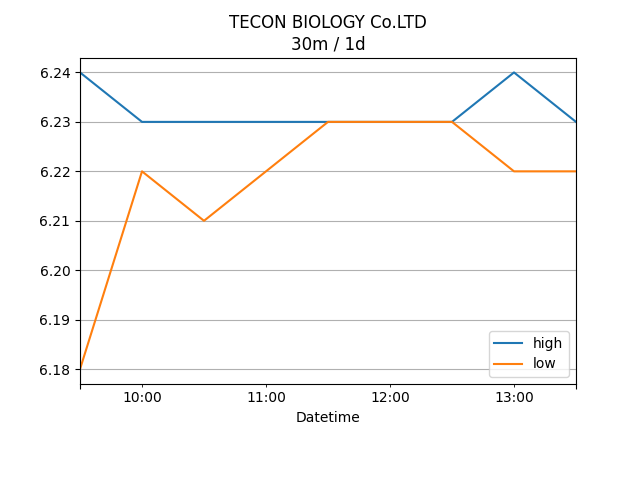 TECON BIOLOGY Co.LTD
30m / 1d
6.24
6.23
6.22
6.21
6.20
6.19
6.18
high
low
10:00 11:00 12:00 13:00
Datetime